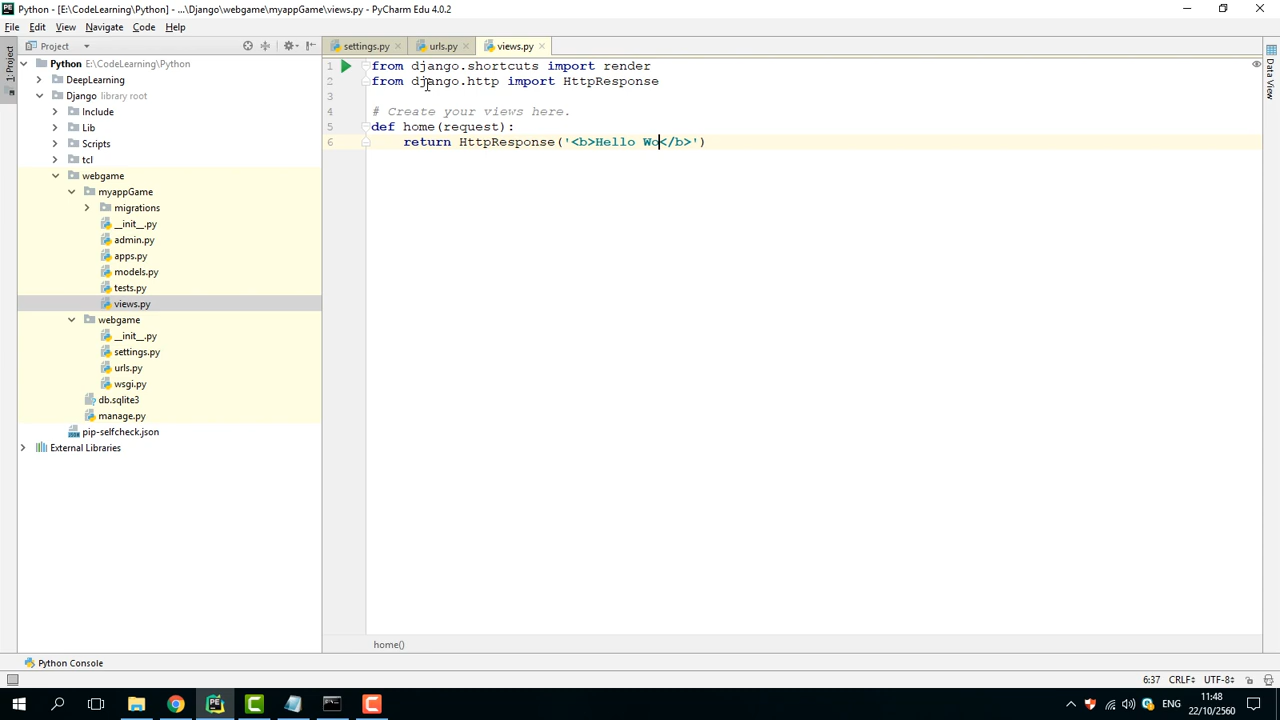 Python - [E:\CodeLearning\Python] - ...\Django\webgame\myappGame\views.py - PyCharm Edu 4.0.2
File Edit View Navigate Code Help
Project
settings.py
urls.py
views.py
1: Project
Python E:\CodeLearning\Python
DeepLearning
Django library root
Include
Lib
Scripts
tcl
webgame
myappGame
migrations
__init__.py
admin.py
apps.py
models.py
tests.py
views.py
webgame
__init__.py
settings.py
urls.py
wsgi.py
db.sqlite3
manage.py
pip-selfcheck.json
External Libraries
1 from django.shortcuts import render
2 from django.http import HttpResponse
3
4 # Create your views here.
5 def home(request):
6 return HttpResponse('<b>Hello Wo</b>')
Database
home()
Python Console
6:37 CRLF÷ UTF-8÷
ENG
11:48
22/10/2560